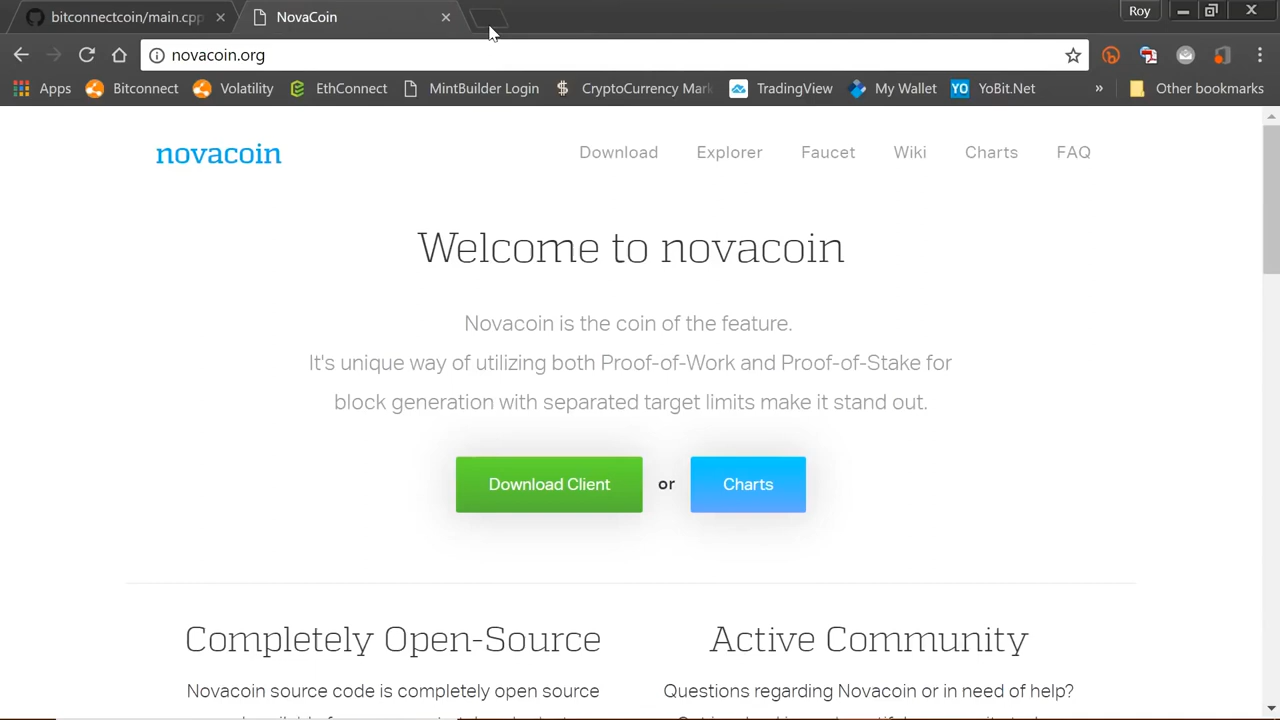 bitconnectcoin/main.cpp
NovaCoin
Roy
novacoin.org
Apps
Bitconnect
Volatility
EthConnect
MintBuilder Login
$ CryptoCurrency Mark
TradingView
My Wallet
YO YoBit.Net
»
Other bookmarks
novacoin
Download
Explorer
Faucet
Wiki
Charts
FAQ
Welcome to novacoin
Novacoin is the coin of the feature.
It's unique way of utilizing both Proof-of-Work and Proof-of-Stake for
block generation with separated target limits make it stand out.
Download Client
or
Charts
Completely Open-Source
Novacoin source code is completely open source
Active Community
Questions regarding Novacoin or in need of help?